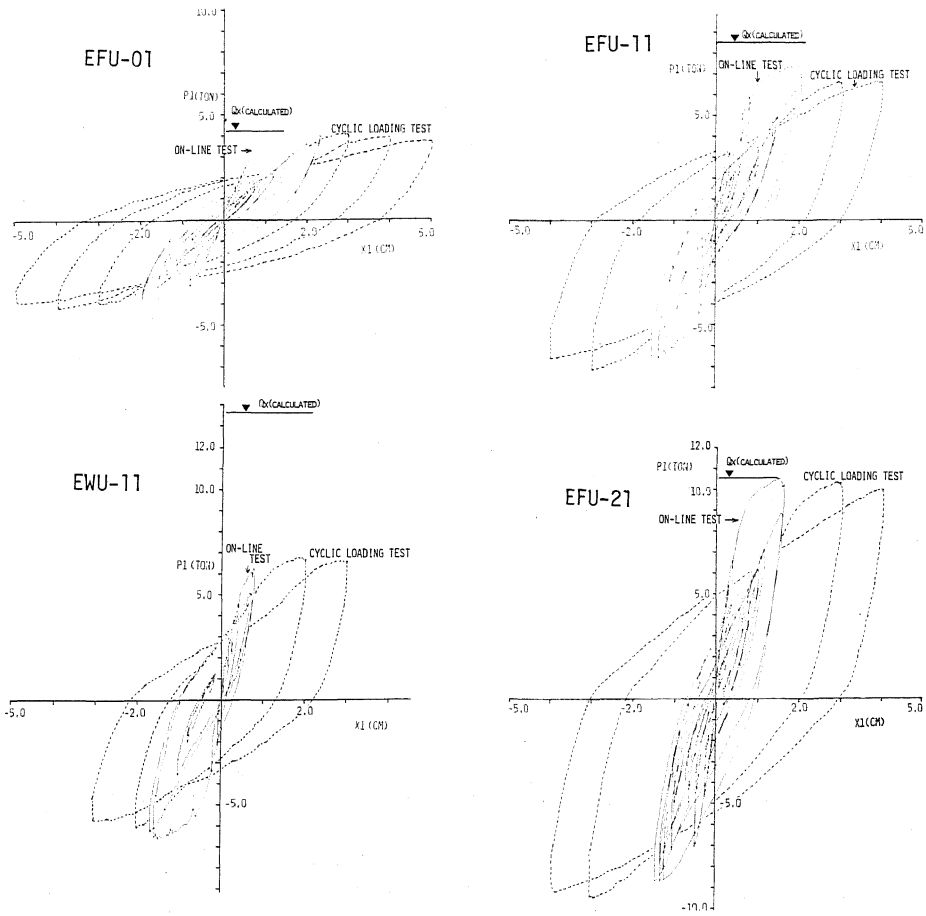 10.0
EFU-01
P1(TON)
5.0
Qx(CALCULATED)
CYCLIC LOADING TEST
ON-LINE TEST
-5.0
-2.0
2.0
5.0
X1(CM)
-5.0
EFU-11
Qx(CALCULATED)
P1(TON)
ON-LINE TEST
CYCLIC LOADING TEST
5.0
-5.0
-2.0
2.0
5.0
X1(CM)
-5.0
EWU-11
Qx(CALCULATED)
12.0
10.0
ON-LINE
TEST
CYCLIC LOADING TEST
P1(TON)
5.0
-5.0
-2.0
2.0
X1(CM)
-5.0
EFU-21
12.0
P1(TON)
Qx(CALCULATED)
CYCLIC LOADING TEST
10.0
ON-LINE TEST
5.0
-5.0
-2.0
2.0
5.0
X1(CM)
-5.0
-10.0